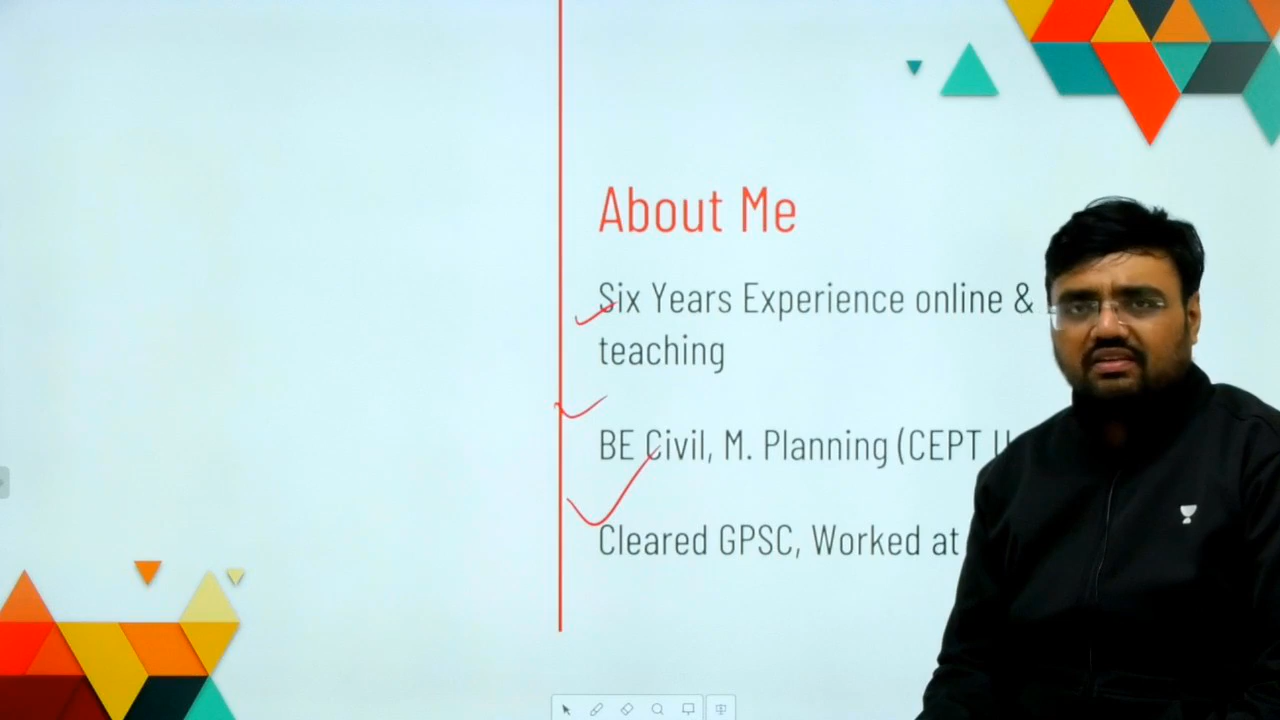 About Me
Six Years Experience online &
teaching
BE Civil, M. Planning (CEPT
Cleared GPSC, Worked at